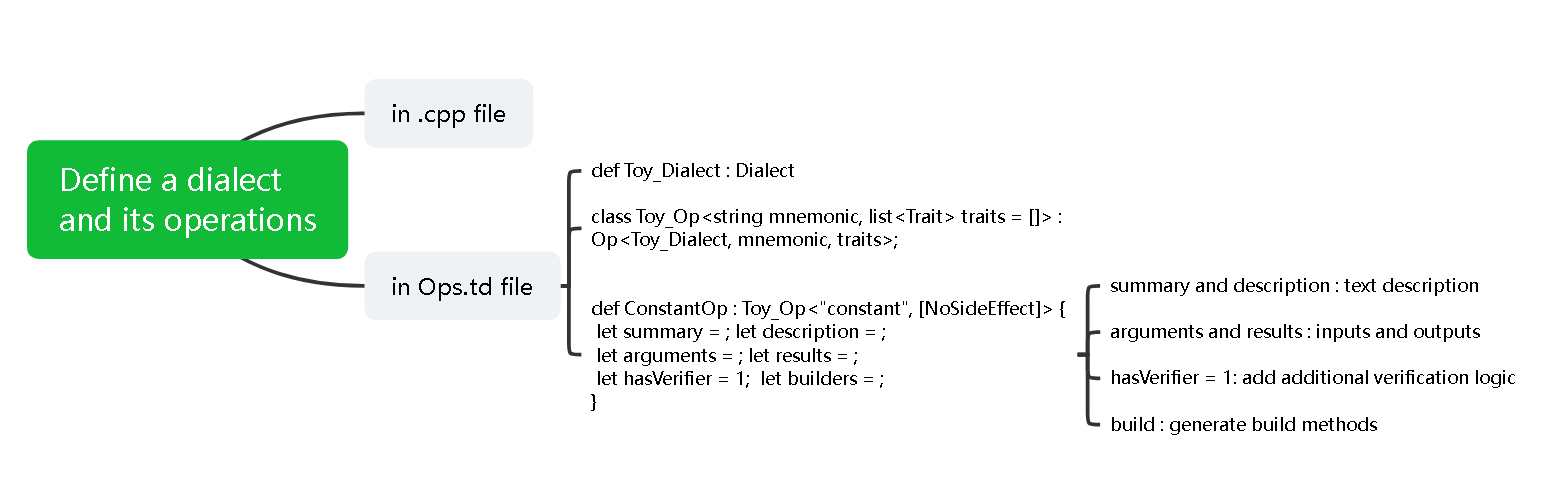 Define a dialect
and its operations
in .cpp file
in Ops.td file
def Toy_Dialect : Dialect
class Toy_Op<string mnemonic, list<Trait> traits = []> :
Op<Toy_Dialect, mnemonic, traits>;
def ConstantOp : Toy_Op<"constant", [NoSideEffect]> {
let summary = ; let description = ;
let arguments = ; let results = ;
let hasVerifier = 1;  let builders = ;
}
summary and description : text description
arguments and results : inputs and outputs
hasVerifier = 1: add additional verification logic
build : generate build methods